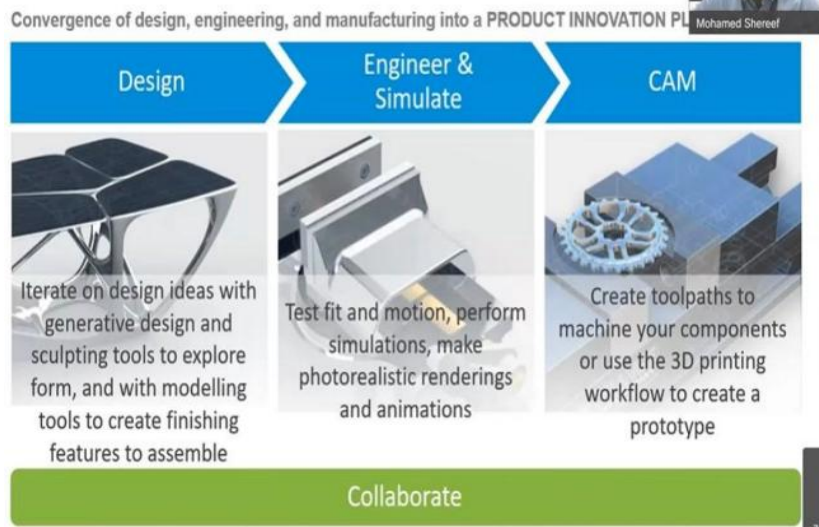 Convergence of design, engineering, and manufacturing into a PRODUCT INNOVATION PL
Mohamed Shereef
Design
Engineer &
Simulate
CAM
Iterate on design ideas with
generative design and
sculpting tools to explore
form, and with modelling
tools to create finishing
features to assemble
Test fit and motion, perform
simulations, make
photorealistic renderings
and animations
Create toolpaths to
machine your components
or use the 3D printing
workflow to create a
prototype
Collaborate